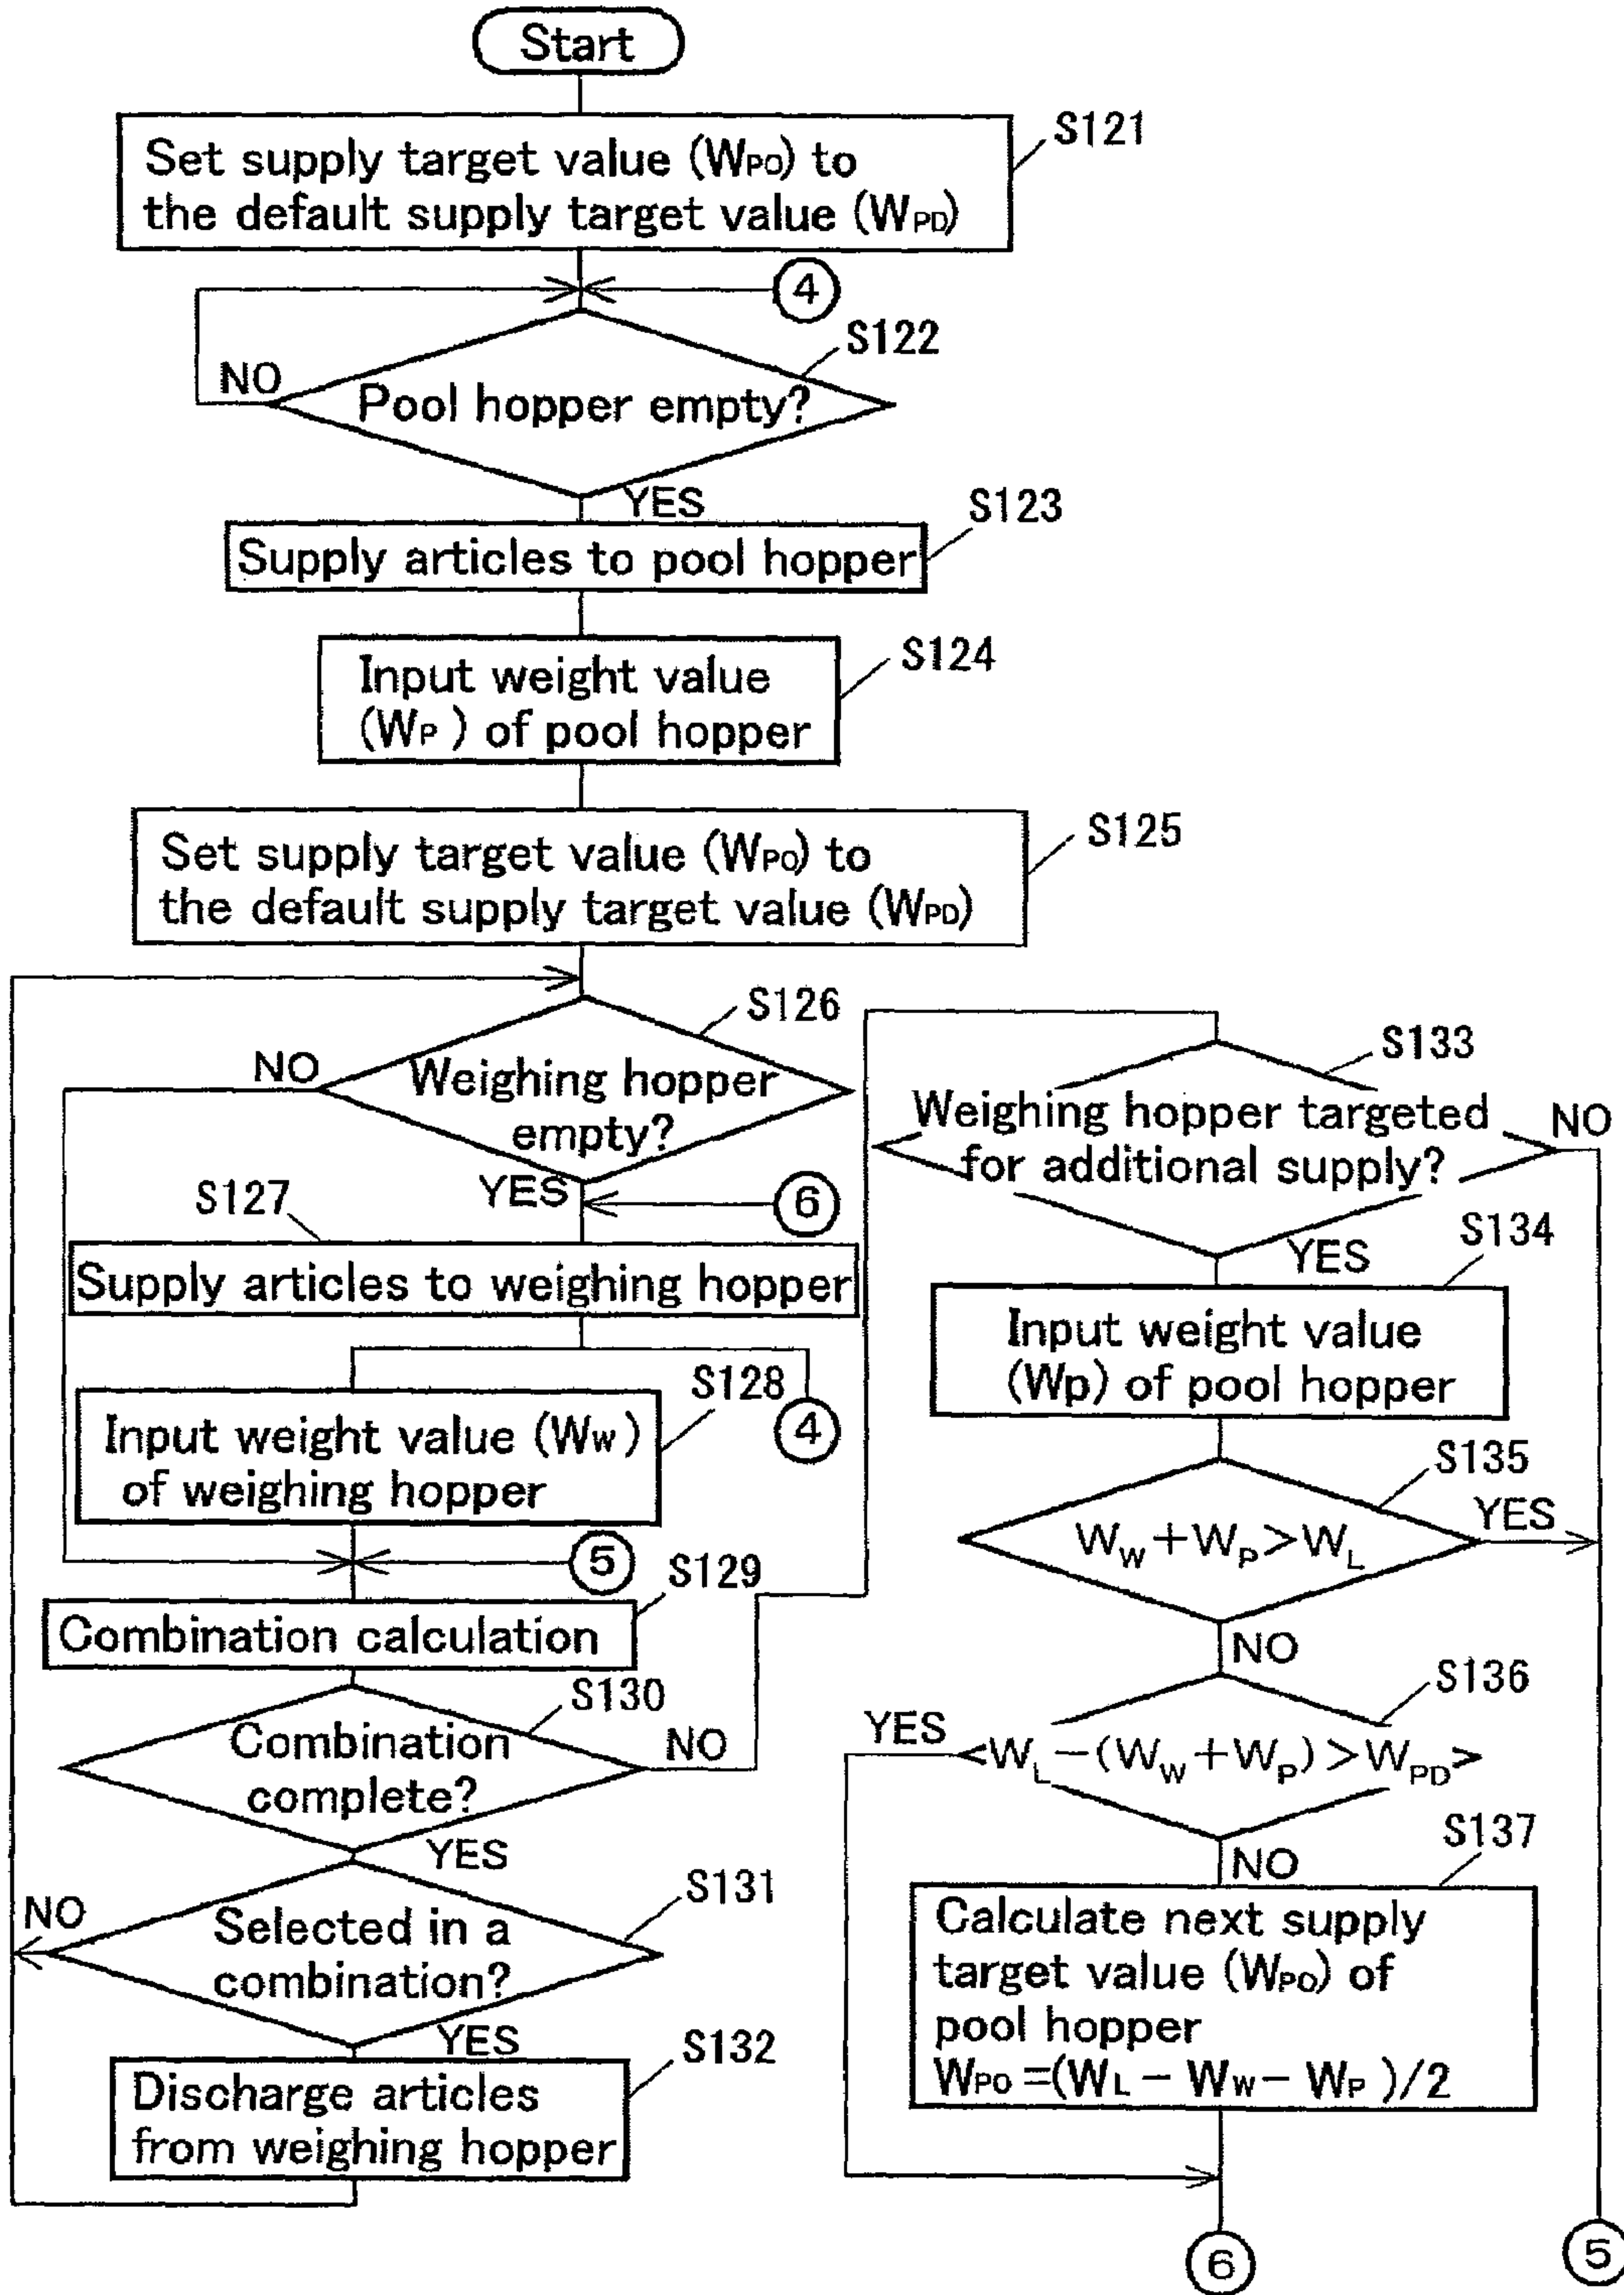 Start
S121
Set supply target value (WPO) to
the default supply target value (WPD)
④
S122
NO
Pool hopper empty?
YES
S123
Supply articles to pool hopper
S124
Input weight value
(WP) of pool hopper
S125
Set supply target value (WPO) to
the default supply target value (WPD)
S126
NO
Weighing hopper
empty?
YES
⑥
S127
Supply articles to weighing hopper
S128
④
Input weight value (WW)
of weighing hopper
⑤
S129
Combination calculation
S130
Combination
complete?
NO
YES
S131
NO
Selected in a
combination?
YES
S132
Discharge articles
from weighing hopper
S133
Weighing hopper targeted
for additional supply?
NO
YES
S134
Input weight value
(Wp) of pool hopper
S135
YES
WW+WP>WL
NO
S136
YES
WL-(WW+WP)>WPD
NO
S137
Calculate next supply
target value (WPO) of
pool hopper
WPO=(WL-WW-WP)/2
⑥
⑤